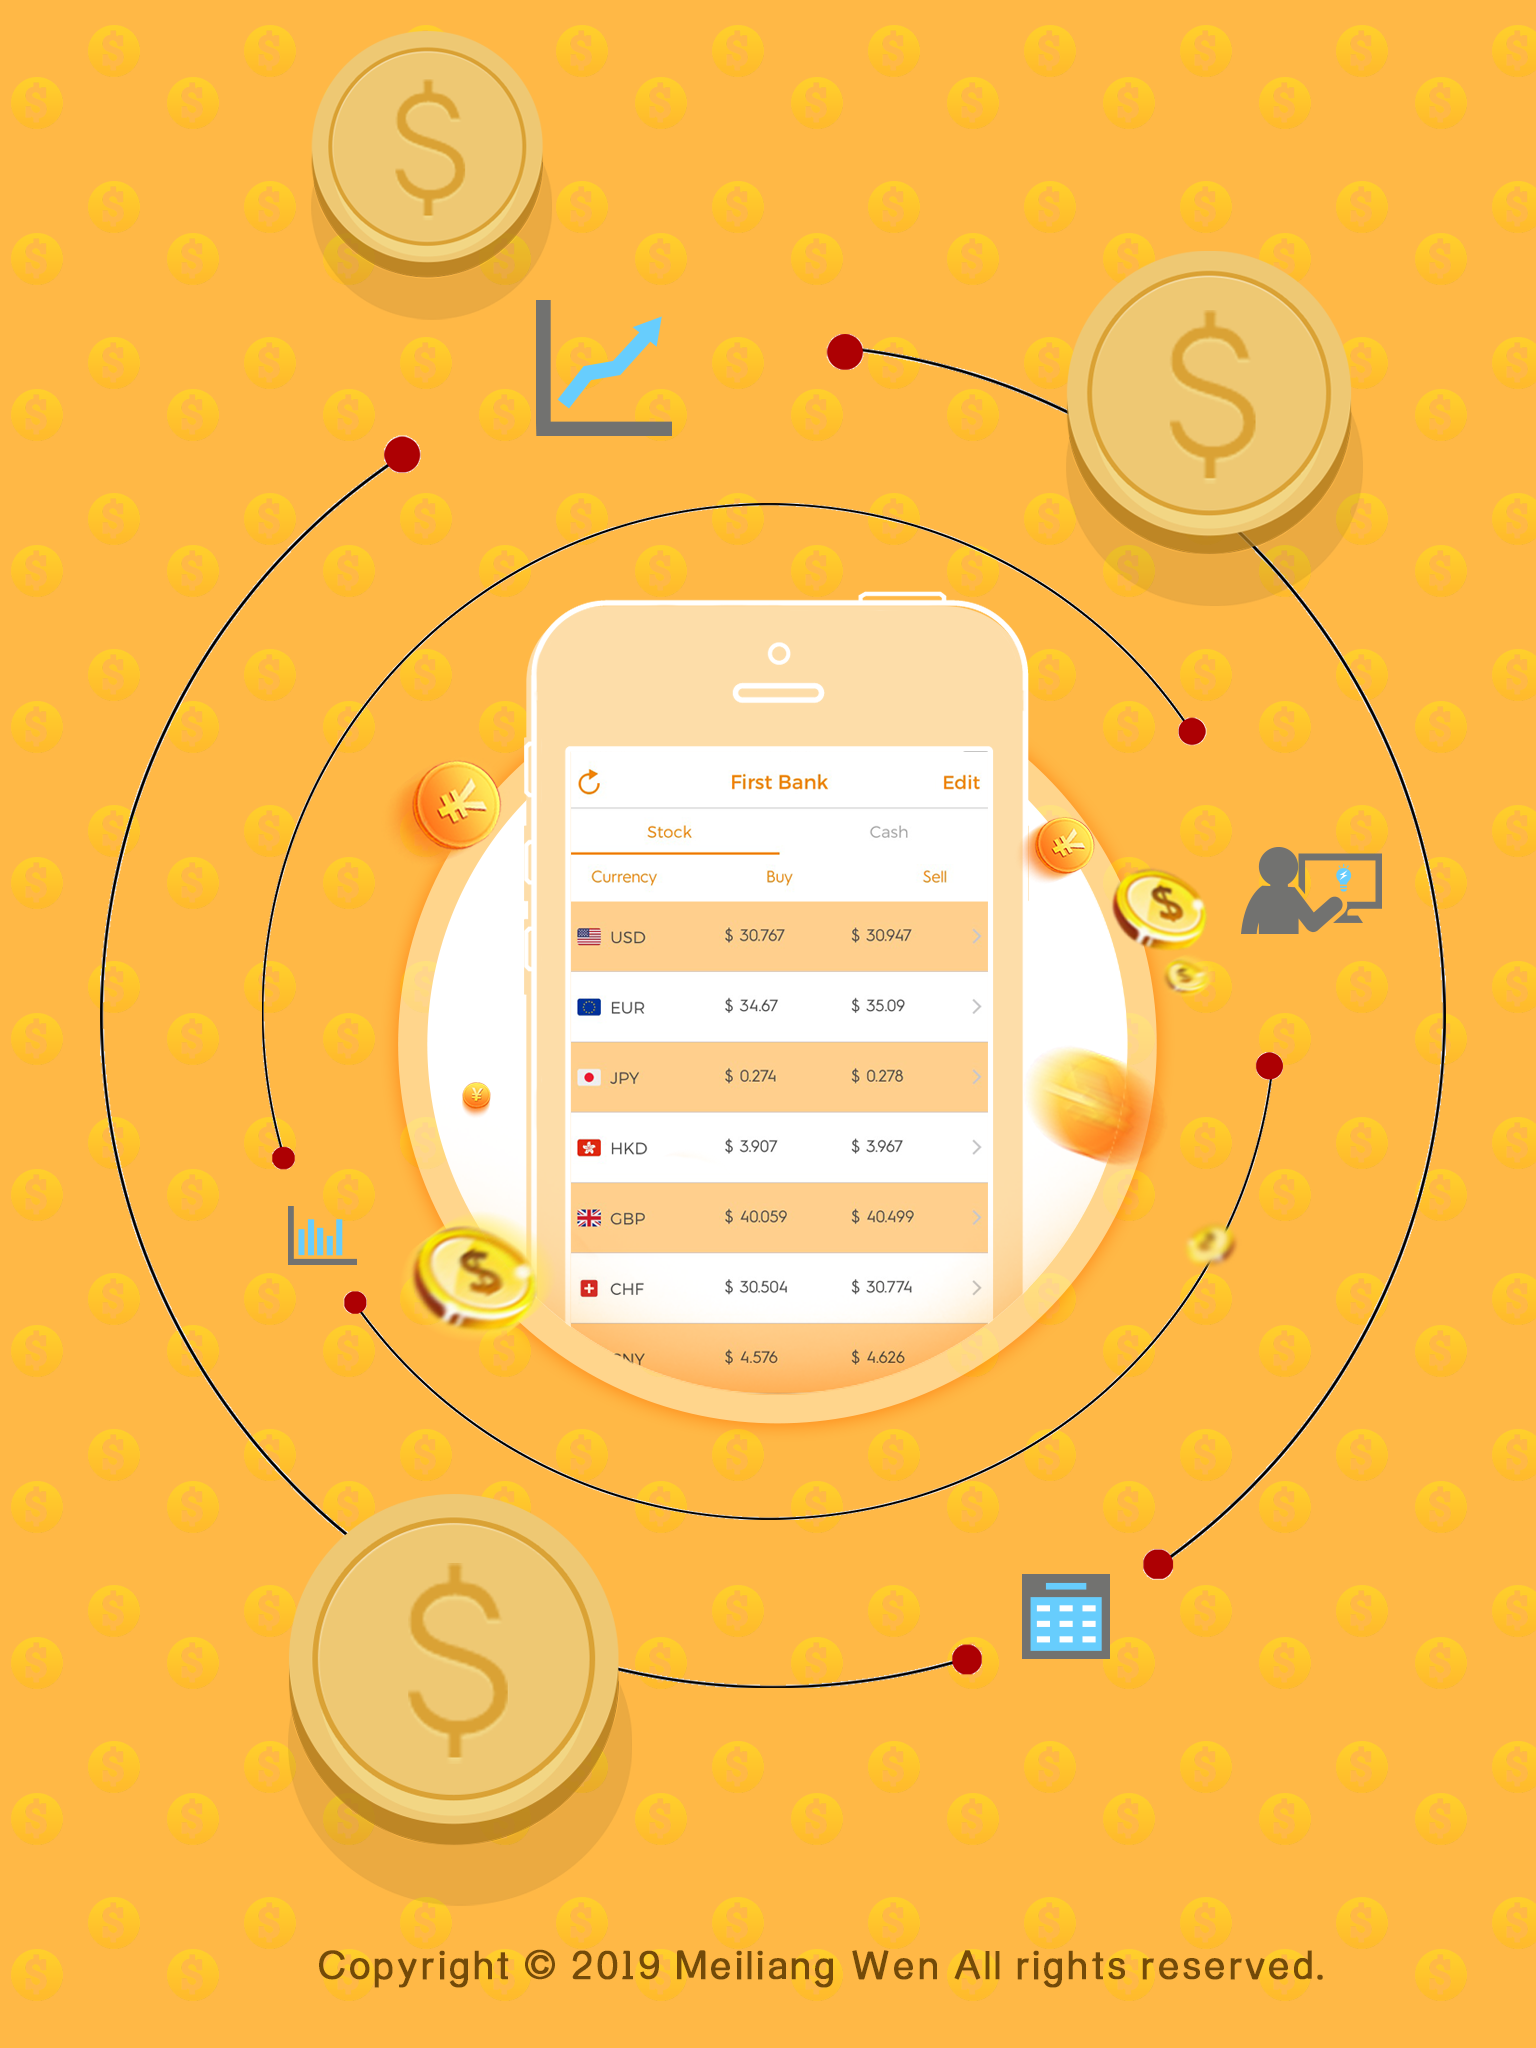 First Bank Edit
Stock Cash
Currency Buy Sell
USD $ 30.767 $ 30.947
EUR $ 34.67 $ 35.09
JPY $ 0.274 $ 0.278
HKD $ 3.907 $ 3.967
GBP $ 40.059 $ 40.499
CHF $ 30.504 $ 30.774
CNY $ 4.576 $ 4.626
Copyright © 2019 Meiliang Wen All rights reserved.